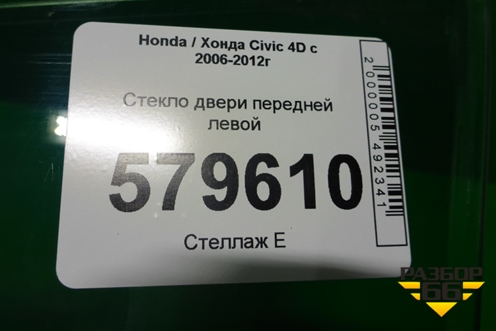 Honda / Хонда Civic 4D с
2006-2012г
Стекло двери передней
левой
579610
Стеллаж Е
2000005492341
РАЗБОР
66